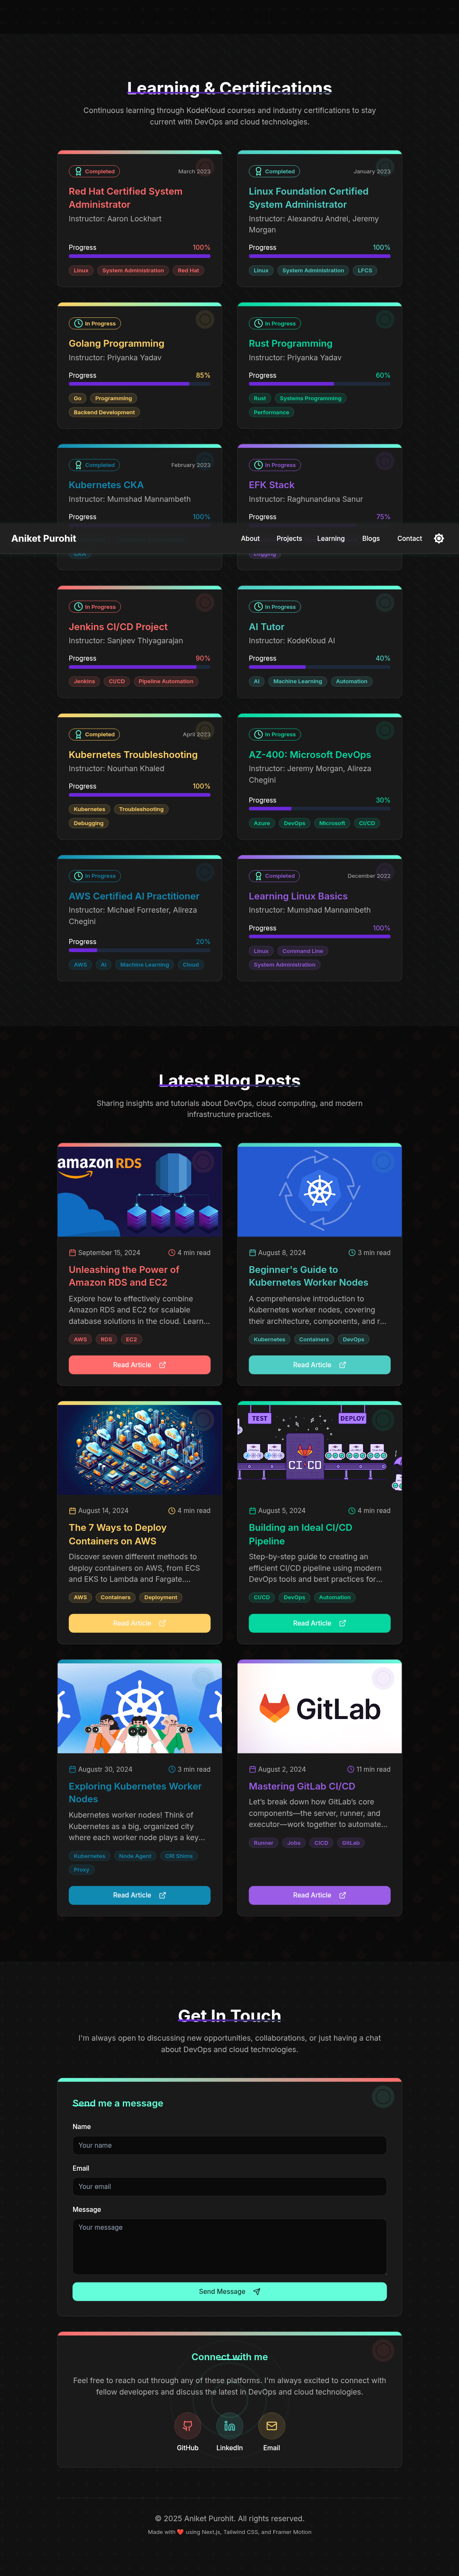 Learning & Certifications
Continuous learning through KodeKloud courses and industry certifications to stay
current with DevOps and cloud technologies.
Completed
March 2023
Red Hat Certified System
Administrator
Instructor: Aaron Lockhart
Progress
100%
Linux
System Administration
Red Hat
Completed
January 2023
Linux Foundation Certified
System Administrator
Instructor: Alexandru Andrei, Jeremy
Morgan
Progress
100%
Linux
System Administration
LFCS
In Progress
Golang Programming
Instructor: Priyanka Yadav
Progress
85%
Go
Programming
Backend Development
In Progress
Rust Programming
Instructor: Priyanka Yadav
Progress
60%
Rust
Systems Programming
Performance
Completed
February 2023
Kubernetes CKA
Instructor: Mumshad Mannambeth
Progress
100%
In Progress
EFK Stack
Instructor: Raghunandana Sanur
Progress
75%
Aniket Purohit
About
Projects
Learning
Blogs
Contact
CKA
Logging
In Progress
Jenkins CI/CD Project
Instructor: Sanjeev Thiyagarajan
Progress
90%
Jenkins
CI/CD
Pipeline Automation
In Progress
AI Tutor
Instructor: KodeKloud AI
Progress
40%
AI
Machine Learning
Automation
Completed
April 2023
Kubernetes Troubleshooting
Instructor: Nourhan Khaled
Progress
100%
Kubernetes
Troubleshooting
Debugging
In Progress
AZ-400: Microsoft DevOps
Instructor: Jeremy Morgan, Alireza
Chegini
Progress
30%
Azure
DevOps
Microsoft
CI/CD
In Progress
AWS Certified AI Practitioner
Instructor: Michael Forrester, Alireza
Chegini
Progress
20%
AWS
AI
Machine Learning
Cloud
Completed
December 2022
Learning Linux Basics
Instructor: Mumshad Mannambeth
Progress
100%
Linux
Command Line
System Administration
Latest Blog Posts
Sharing insights and tutorials about DevOps, cloud computing, and modern
infrastructure practices.
amazon RDS
September 15, 2024
4 min read
Unleashing the Power of
Amazon RDS and EC2
Explore how to effectively combine
Amazon RDS and EC2 for scalable
database solutions in the cloud. Learn...
AWS
RDS
EC2
Read Article
August 8, 2024
3 min read
Beginner's Guide to
Kubernetes Worker Nodes
A comprehensive introduction to
Kubernetes worker nodes, covering
their architecture, components, and r...
Kubernetes
Containers
DevOps
Read Article
August 14, 2024
4 min read
The 7 Ways to Deploy
Containers on AWS
Discover seven different methods to
deploy containers on AWS, from ECS
and EKS to Lambda and Fargate....
AWS
Containers
Deployment
Read Article
TEST
DEPLOY
CI CD
August 5, 2024
4 min read
Building an Ideal CI/CD
Pipeline
Step-by-step guide to creating an
efficient CI/CD pipeline using modern
DevOps tools and best practices for...
CI/CD
DevOps
Automation
Read Article
Augustr 30, 2024
3 min read
Exploring Kubernetes Worker
Nodes
Kubernetes worker nodes! Think of
Kubernetes as a big, organized city
where each worker node plays a key...
Kubernetes
Node Agent
CRI Shims
Proxy
Read Article
GitLab
August 2, 2024
11 min read
Mastering GitLab CI/CD
Let's break down how GitLab's core
components—the server, runner, and
executor—work together to automate...
Runner
Jobs
CICD
GitLab
Read Article
Get In Touch
I'm always open to discussing new opportunities, collaborations, or just having a chat
about DevOps and cloud technologies.
Send me a message
Name
Your name
Email
Your email
Message
Your message
Send Message
Connect with me
Feel free to reach out through any of these platforms. I'm always excited to connect with
fellow developers and discuss the latest in DevOps and cloud technologies.
GitHub
LinkedIn
Email
© 2025 Aniket Purohit. All rights reserved.
Made with ❤️ using Next.js, Tailwind CSS, and Framer Motion